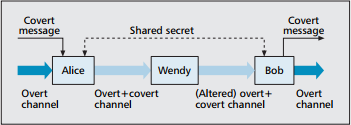 Covert
message
Shared secret
Covert
message
Alice
Wendy
Bob
Overt
channel
Overt+covert
channel
(Altered) overt+
covert channel
Overt
channel